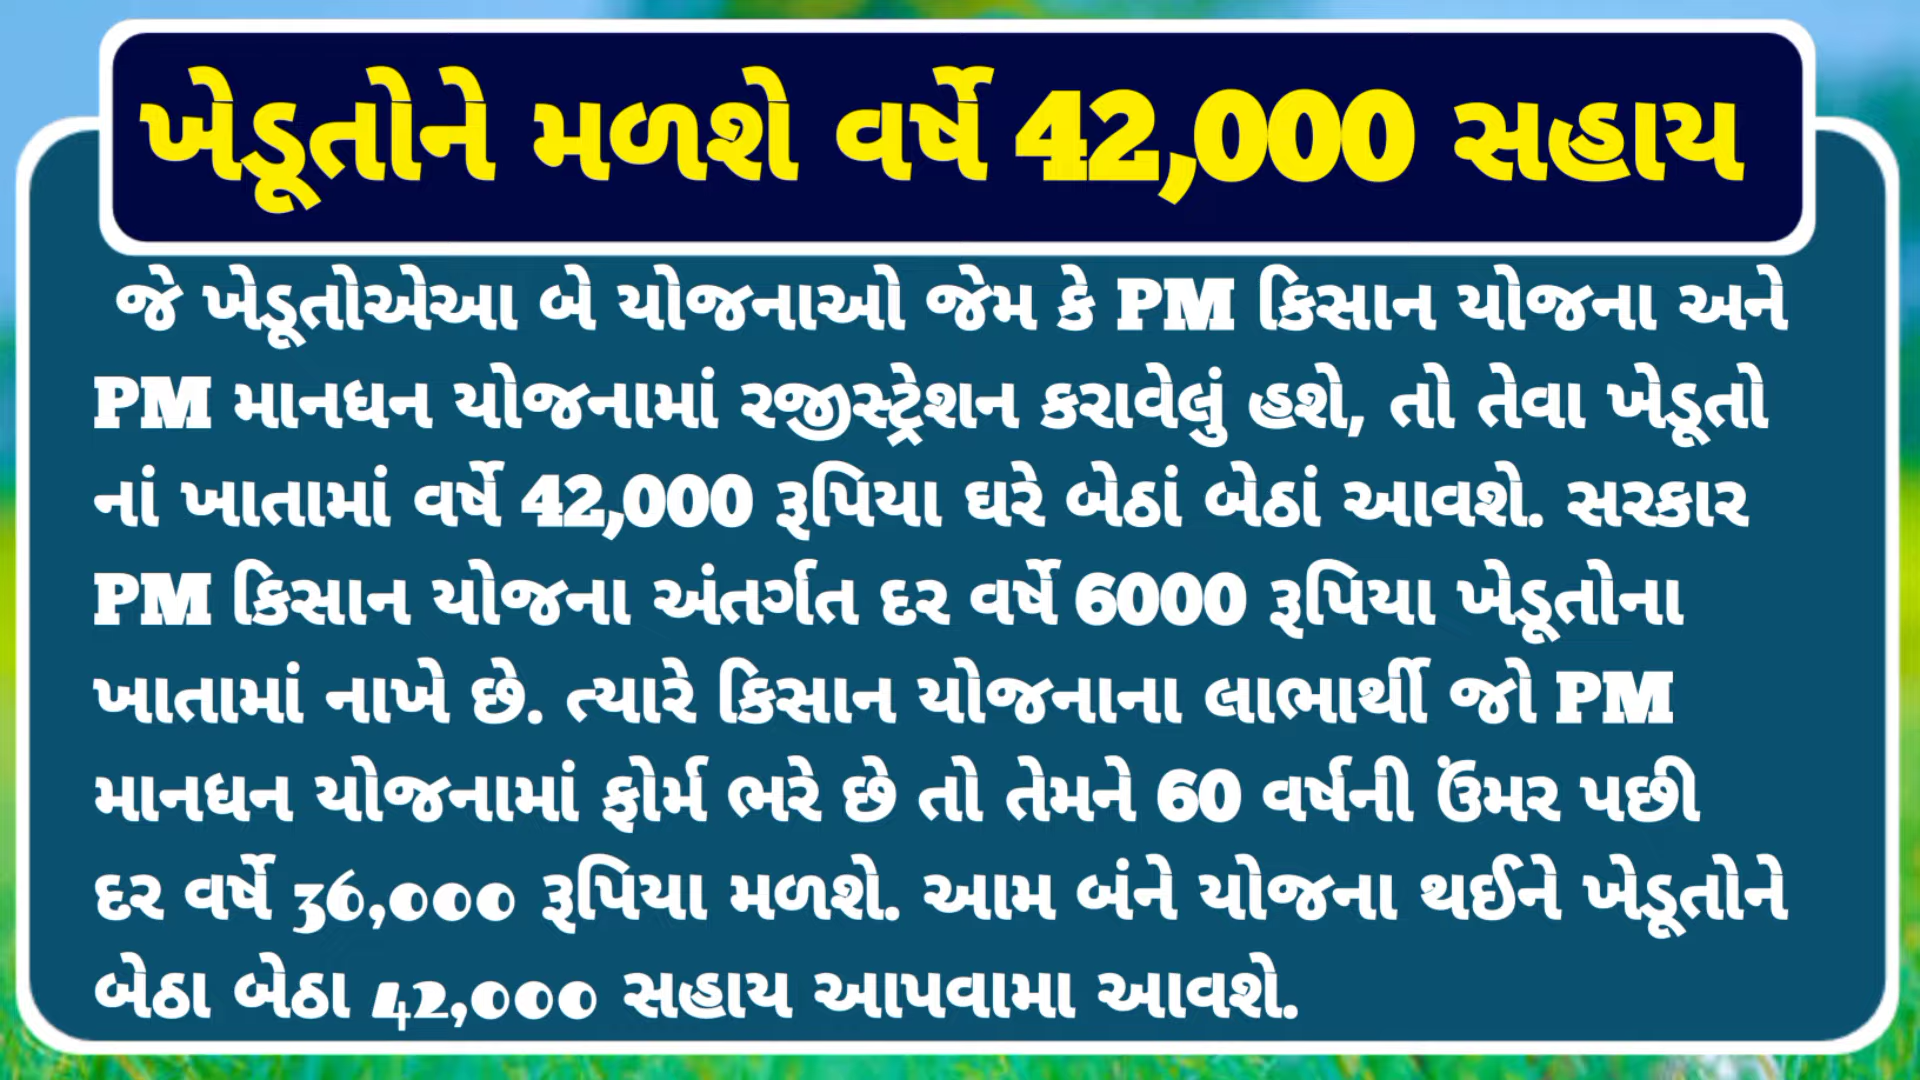 ખેડૂતોને મળશે વર્ષે 42,000 સહાય
જે ખેડૂતોએઆ બે યોજનાઓ જેમ કે PM કિસાન યોજના અને
PM માનધન યોજનામાં રજીસ્ટ્રેશન કરાવેલું હશે, તો તેવા ખેડૂતો
નાં ખાતામાં વર્ષે 42,000 રૂપિયા ઘરે બેઠાં બેઠાં આવશે. સરકાર
PM કિસાન યોજના અંતર્ગત દર વર્ષે 6000 રૂપિયા ખેડૂતોના
ખાતામાં નાખે છે. ત્યારે કિસાન યોજનાના લાભાર્થી જો PM
માનધન યોજનામાં ફોર્મ ભરે છે તો તેમને 60 વર્ષની ઉંમર પછી
દર વર્ષે 36,000 રૂપિયા મળશે. આમ બંને યોજના થઈને ખેડૂતોને
બેઠા બેઠા 42,000 સહાય આપવામા આવશે.